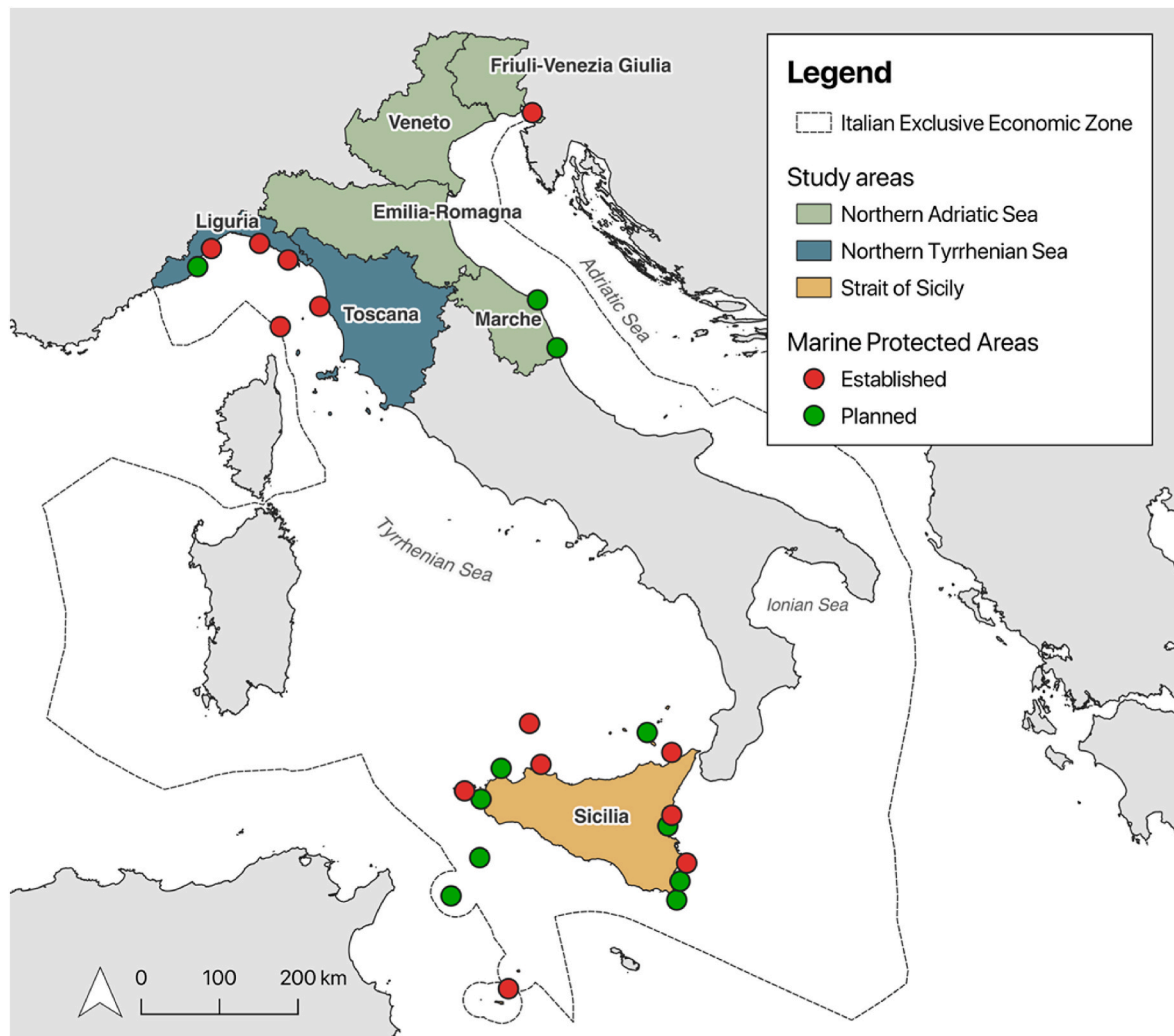 Friuli-Venezia Giulia
Veneto
Emilia-Romagna
Liguria
Toscana
Marche
Adriatic Sea
Tyrrhenian Sea
Ionian Sea
Sicilia
Legend
Italian Exclusive Economic Zone
Study areas
Northern Adriatic Sea
Northern Tyrrhenian Sea
Strait of Sicily
Marine Protected Areas
Established
Planned
0 100 200 km